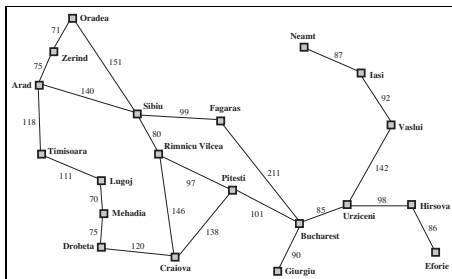 Oradea
71
Neamt
Zerind
87
151
75
Iasi
Arad
140
92
Sibiu
99
Fagaras
118
Vaslui
80
Rimnicu Vilcea
Timisoara
142
111
211
Lugoj
97
Pitesti
70
98
Hirsova
85
146
101
Mehadia
Urziceni
138
86
75
Bucharest
120
Drobeta
90
Eforie
Craiova
Giurgiu